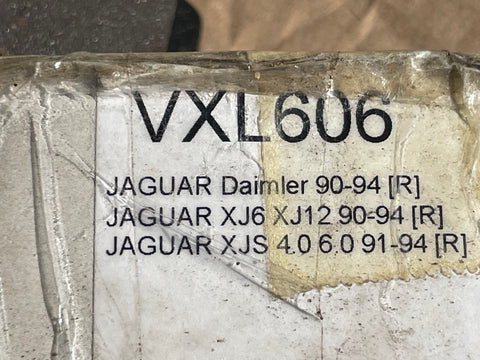 VXL606
JAGUAR Daimler 90-94 [R]
JAGUAR XJ6 XJ12 90-94 [R]
JAGUAR XJS 4.0 6.0 91-94 [R]